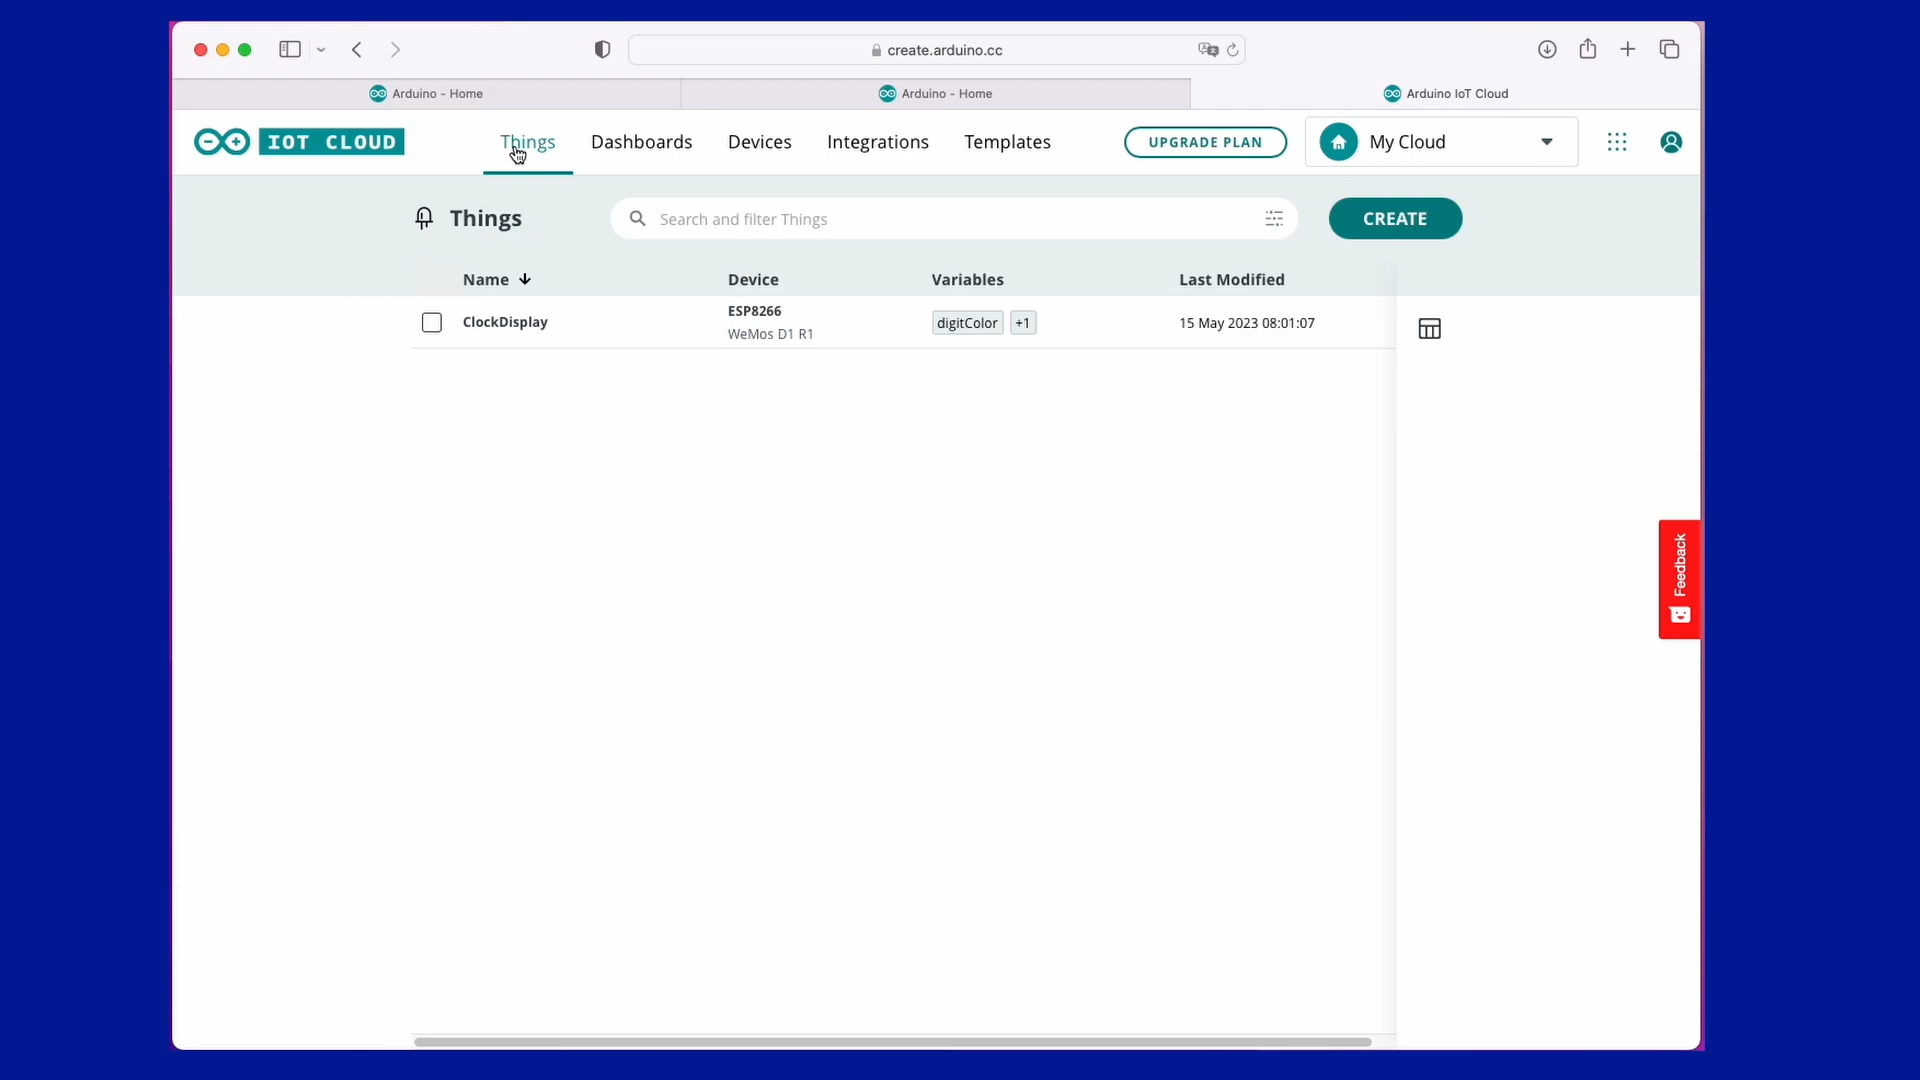 create.arduino.cc
Arduino - Home
Arduino - Home
Arduino IoT Cloud
IOT CLOUD
Things
Dashboards
Devices
Integrations
Templates
UPGRADE PLAN
My Cloud
Things
Search and filter Things
CREATE
Name
Device
Variables
Last Modified
ClockDisplay
ESP8266
WeMos D1 R1
digitColor
+1
15 May 2023 08:01:07
Feedback